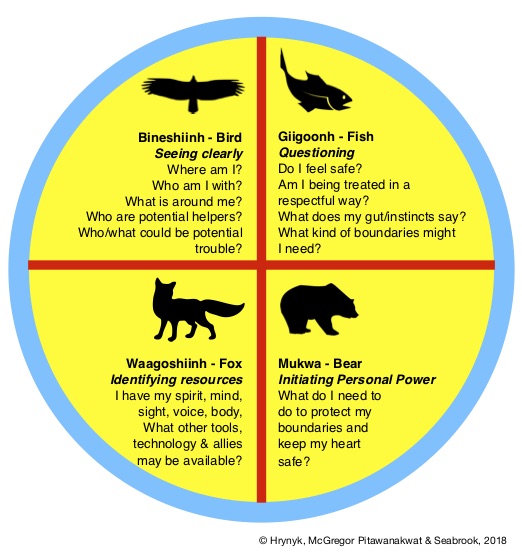 Bineshiinh - Bird
Seeing clearly
Where am I?
Who am I with?
What is around me?
Who are potential helpers?
Who/what could be potential
trouble?
Giigoonh - Fish
Questioning
Do I feel safe?
Am I being treated in a
respectful way?
What does my gut/instincts say?
What kind of boundaries might
I need?
Waagoshiinh - Fox
Identifying resources
I have my spirit, mind,
sight, voice, body,
What other tools,
technology & allies
may be available?
Mukwa - Bear
Initiating Personal Power
What do I need to
do to protect my
boundaries and
keep my heart
safe?
© Hrynyk, McGregor Pitawanakwat & Seabrook, 2018